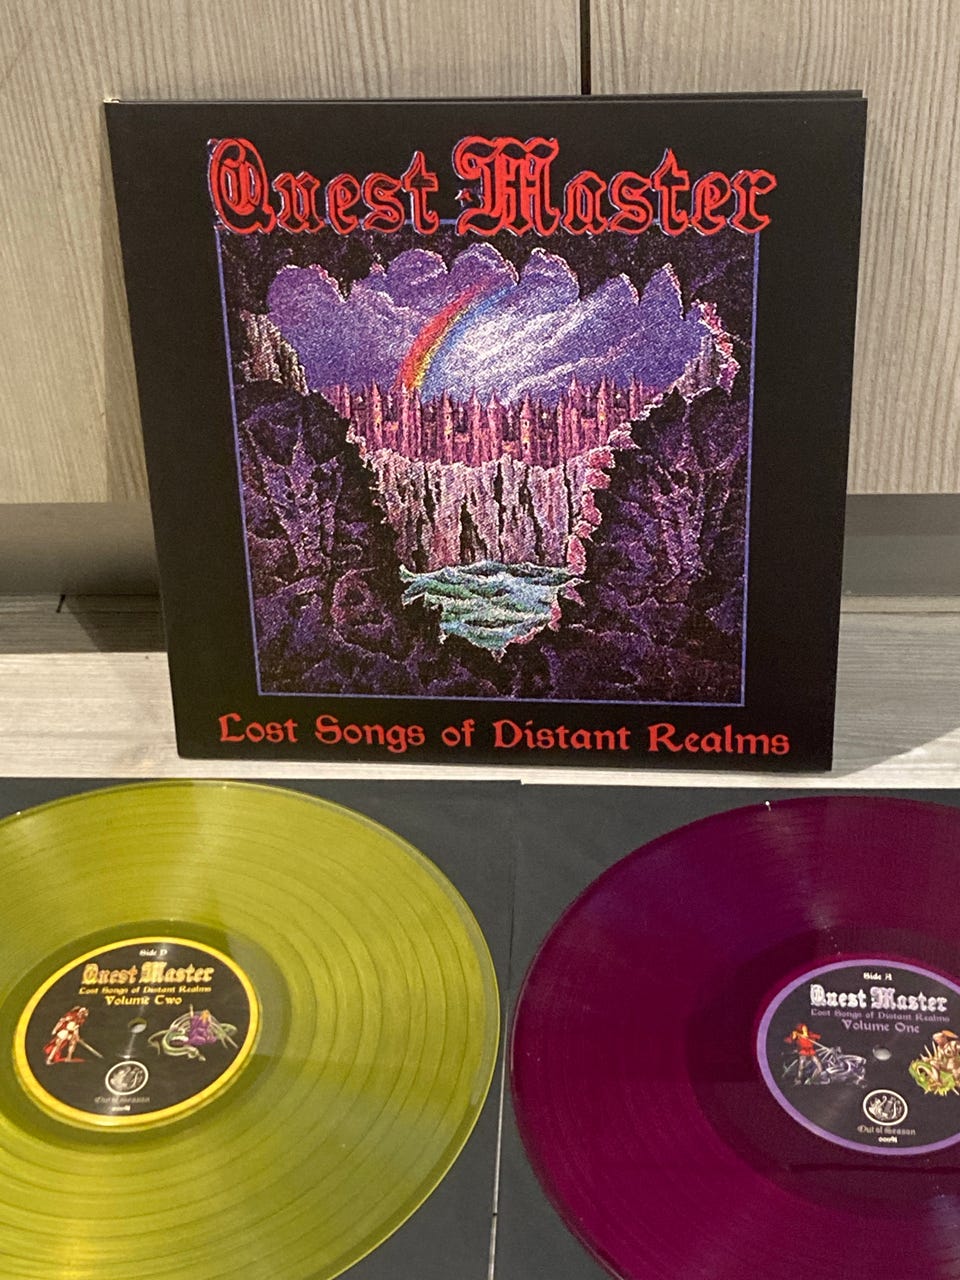 Quest Master
Lost Songs of Distant Realms
Side D
Quest Master
Lost Songs of Distant Realms
Volume Two
Out of Season
Side A
Quest Master
Lost Songs of Distant Realms
Volume One
Out of Season